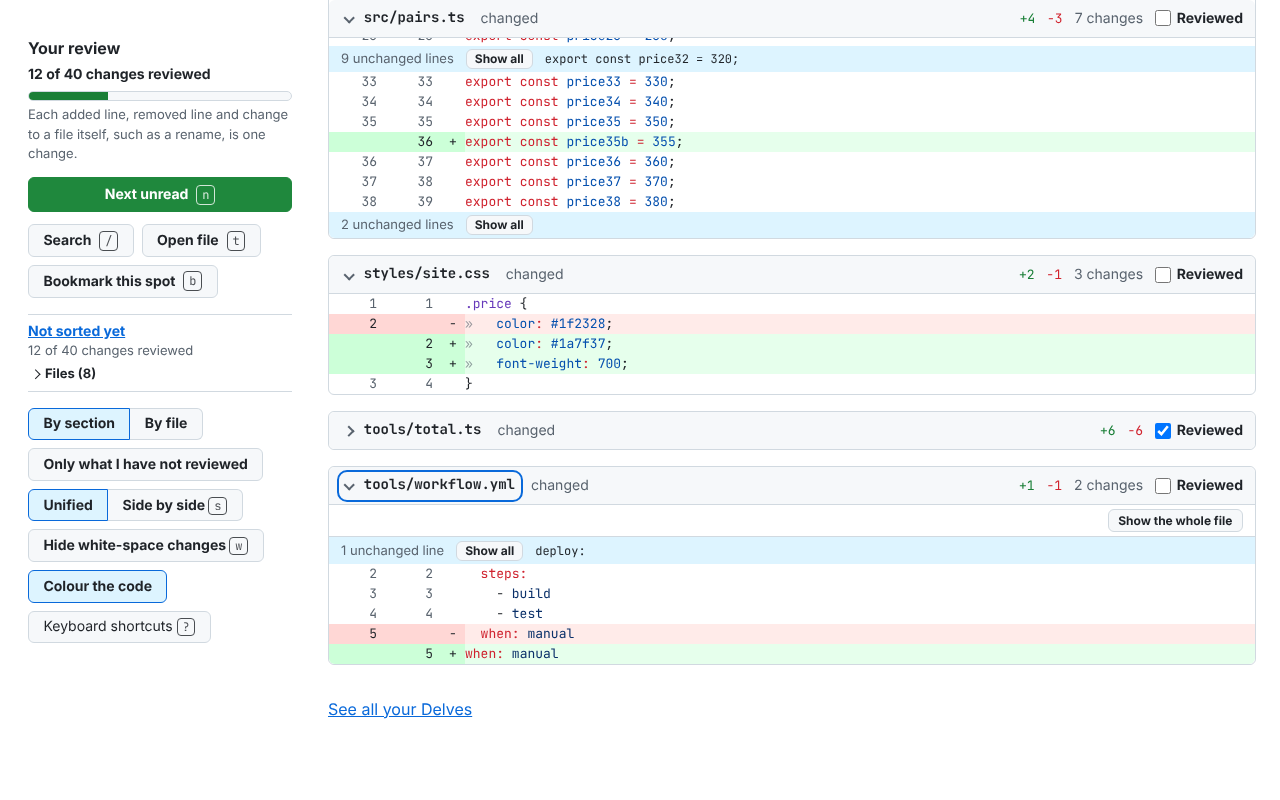 Your review
12 of 40 changes reviewed
Each added line, removed line and change
to a file itself, such as a rename, is one
change.
Next unread n
Search /
Open file t
Bookmark this spot b
Not sorted yet
12 of 40 changes reviewed
Files (8)
By section By file
Only what I have not reviewed
Unified Side by side s
Hide white-space changes w
Colour the code
Keyboard shortcuts ?
src/pairs.ts changed +4 -3 7 changes Reviewed
9 unchanged lines Show all export const price32 = 320;
33 33 export const price33 = 330;
34 34 export const price34 = 340;
35 35 export const price35 = 350;
36 + export const price35b = 355;
36 37 export const price36 = 360;
37 38 export const price37 = 370;
38 39 export const price38 = 380;
2 unchanged lines Show all
styles/site.css changed +2 -1 3 changes Reviewed
1 1 .price {
2 - » color: #1f2328;
2 + » color: #1a7f37;
3 + » font-weight: 700;
3 4 }
tools/total.ts changed +6 -6 Reviewed
tools/workflow.yml changed +1 -1 2 changes Reviewed
Show the whole file
1 unchanged line Show all deploy:
2 2 steps:
3 3 - build
4 4 - test
5 - when: manual
5 + when: manual
See all your Delves